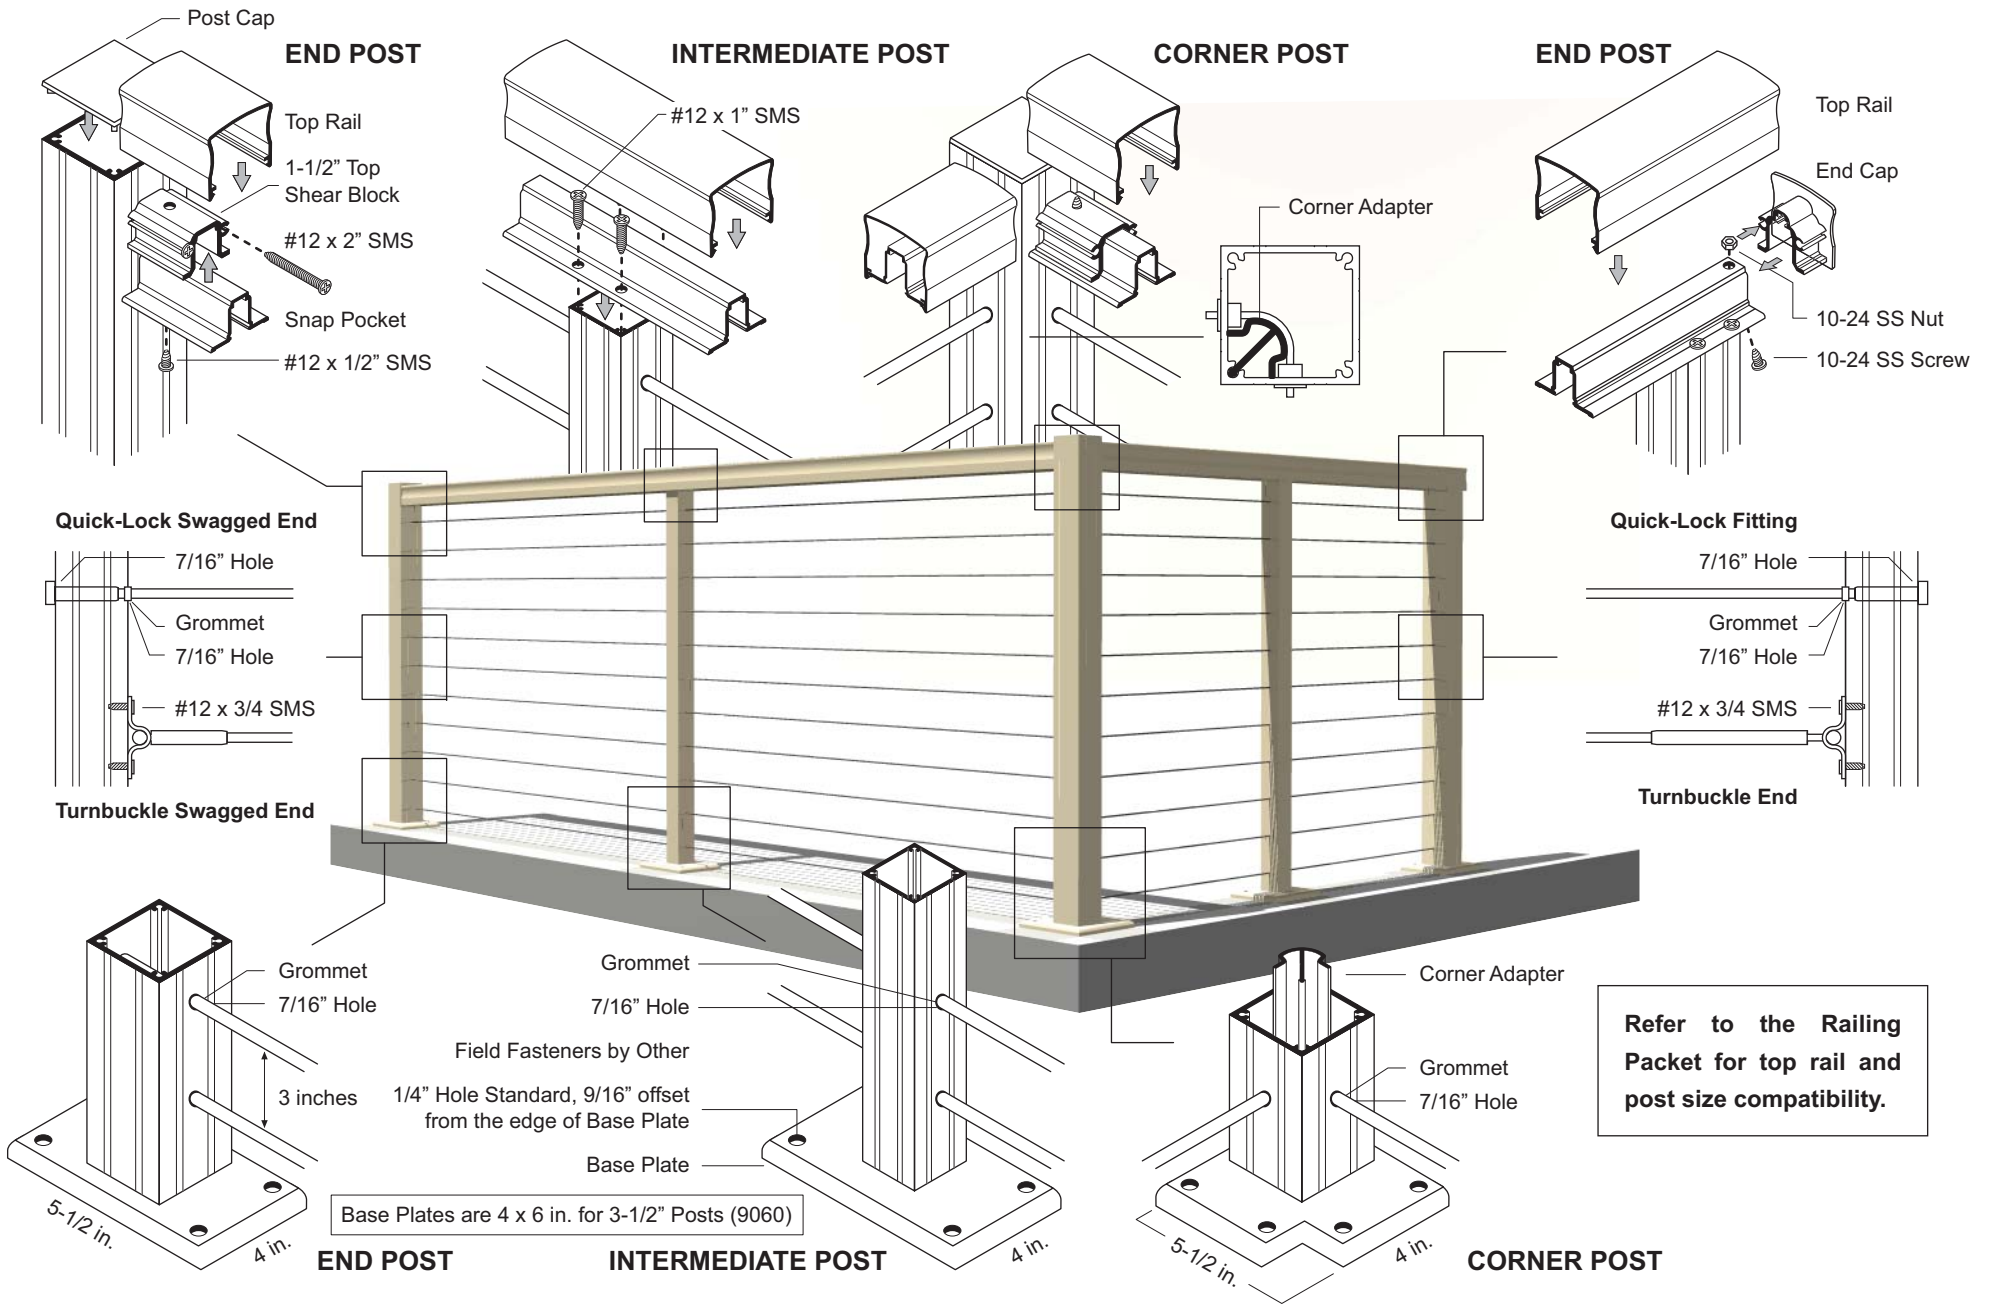 Post Cap
END POST
Top Rail
1-1/2” Top
Shear Block
#12 x 2” SMS
Snap Pocket
#12 x 1/2” SMS
INTERMEDIATE POST
#12 x 1” SMS
CORNER POST
Corner Adapter
END POST
Top Rail
End Cap
10-24 SS Nut
10-24 SS Screw
Quick-Lock Swagged End
7/16” Hole
Grommet
7/16” Hole
#12 x 3/4 SMS
Turnbuckle Swagged End
Quick-Lock Fitting
7/16” Hole
Grommet
7/16” Hole
#12 x 3/4 SMS
Turnbuckle End
Grommet
7/16” Hole
3 inches
5-1/2 in.
4 in.
END POST
Grommet
7/16” Hole
Field Fasteners by Other
1/4” Hole Standard, 9/16” offset
from the edge of Base Plate
Base Plate
Base Plates are 4 x 6 in. for 3-1/2” Posts (9060)
4 in.
INTERMEDIATE POST
Corner Adapter
Grommet
7/16” Hole
5-1/2 in.
4 in.
CORNER POST
Refer to the Railing
Packet for top rail and
post size compatibility.